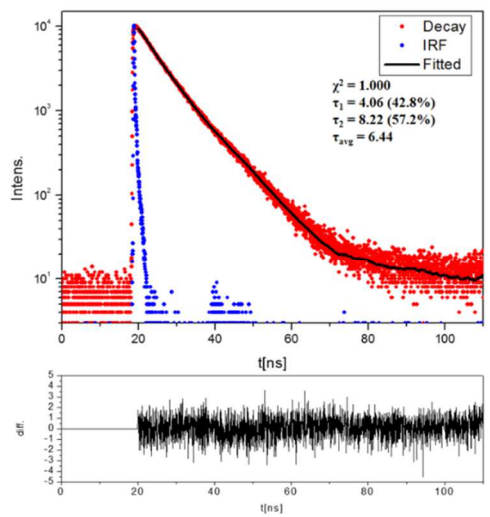 10⁴
Decay
IRF
Fitted
χ² = 1.000
τ₁ = 4.06 (42.8%)
τ₂ = 8.22 (57.2%)
τavg = 6.44
10³
Intens.
10²
10¹
0 20 40 60 80 100
t[ns]
5
4
3
2
1
0
-1
-2
-3
-4
-5
diff.
0 20 40 60 80 100
t[ns]